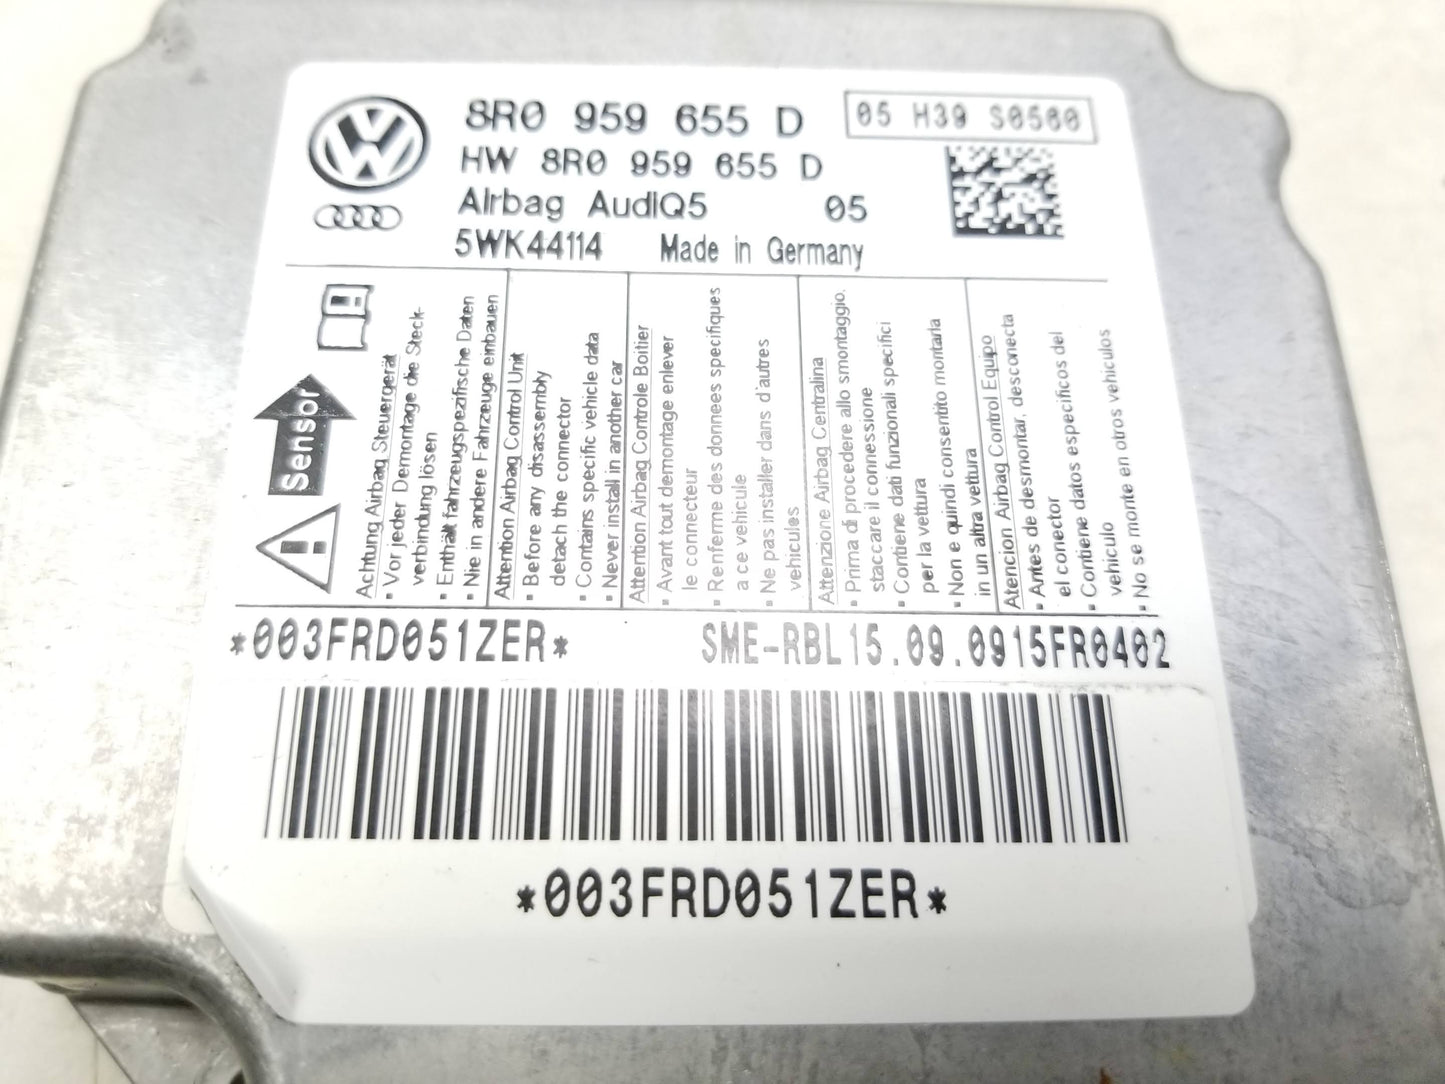 8R0 959 655 D
05 H39 S0500
HW 8R0 959 655 D
Airbag AudiQ5 05
5WK44114 Made in Germany
Sensor
Achtung Airbag Steuergerät
▪ Vor jeder Demontage die Steck-
verbindung lösen
▪ Enthält fahrzeugspezifische Daten
▪ Nie in andere Fahrzeuge einbauen
Attention Airbag Control Unit
▪ Before any disassembly
detach the connector
▪ Contains specific vehicle data
▪ Never install in another car
Attention Airbag Controle Boitier
▪ Avant tout demontage enlever
le connecteur
▪ Renferme des donnees specifiques
a ce vehicule
▪ Ne pas installer dans d'autres
vehicules
Attenzione Airbag Centralina
▪ Prima di procedere allo smontaggio,
staccare il connessione
▪ Contiene dati funzionali specifici
per la vettura
▪ Non e quindi consentito montarla
in un altra vettura
Atencion Airbag Control Equipo
▪ Antes de desmontar, desconecta
el conector
▪ Contiene datos especificos del
vehiculo
▪ No se monte en otros vehiculos
*003FRD051ZER* SME-RBL15.09.0915FR0402
*003FRD051ZER*